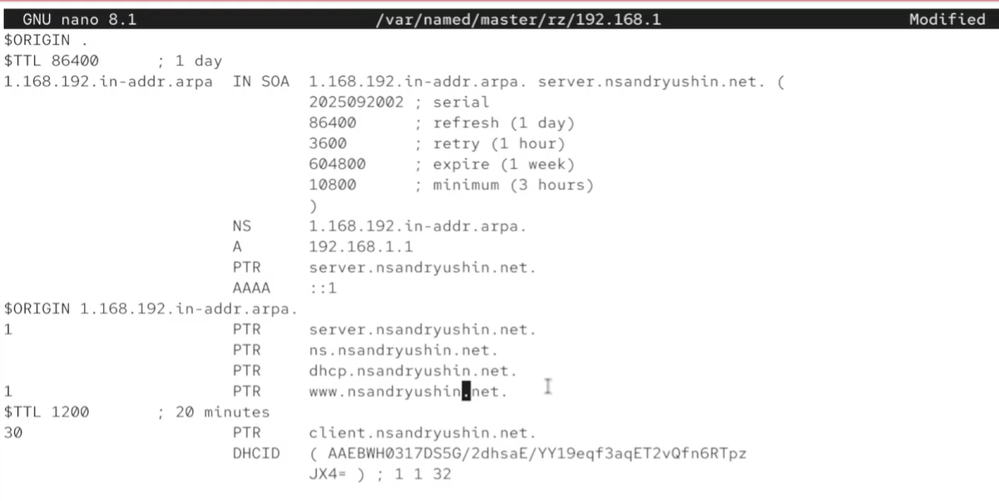 GNU nano 8.1 /var/named/master/rz/192.168.1 Modified
$ORIGIN .
$TTL 86400 ; 1 day
1.168.192.in-addr.arpa IN SOA 1.168.192.in-addr.arpa. server.nsandryushin.net. (
2025092002 ; serial
86400 ; refresh (1 day)
3600 ; retry (1 hour)
604800 ; expire (1 week)
10800 ; minimum (3 hours)
)
NS 1.168.192.in-addr.arpa.
A 192.168.1.1
PTR server.nsandryushin.net.
AAAA ::1
$ORIGIN 1.168.192.in-addr.arpa.
1 PTR server.nsandryushin.net.
PTR ns.nsandryushin.net.
PTR dhcp.nsandryushin.net.
1 PTR www.nsandryushin.net.
$TTL 1200 ; 20 minutes
30 PTR client.nsandryushin.net.
DHCID ( AAEBWH0317DS5G/2dhsaE/YY19eqf3aqET2vQfn6RTpz
JX4= ) ; 1 1 32